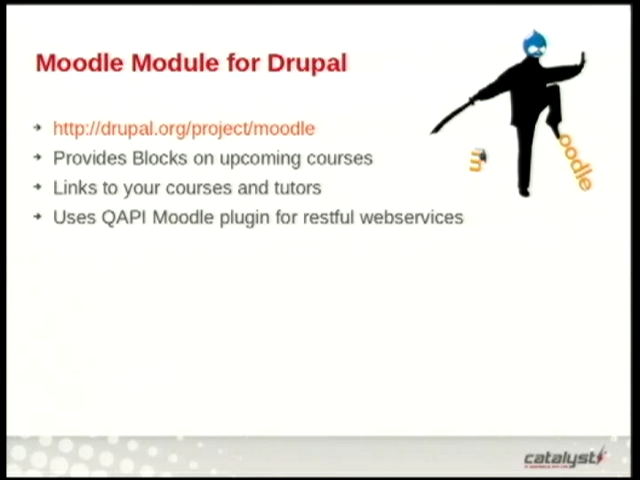 Moodle Module for Drupal
http://drupal.org/project/moodle
Provides Blocks on upcoming courses
Links to your courses and tutors
Uses QAPI Moodle plugin for restful webservices
m
oodle
catalyst